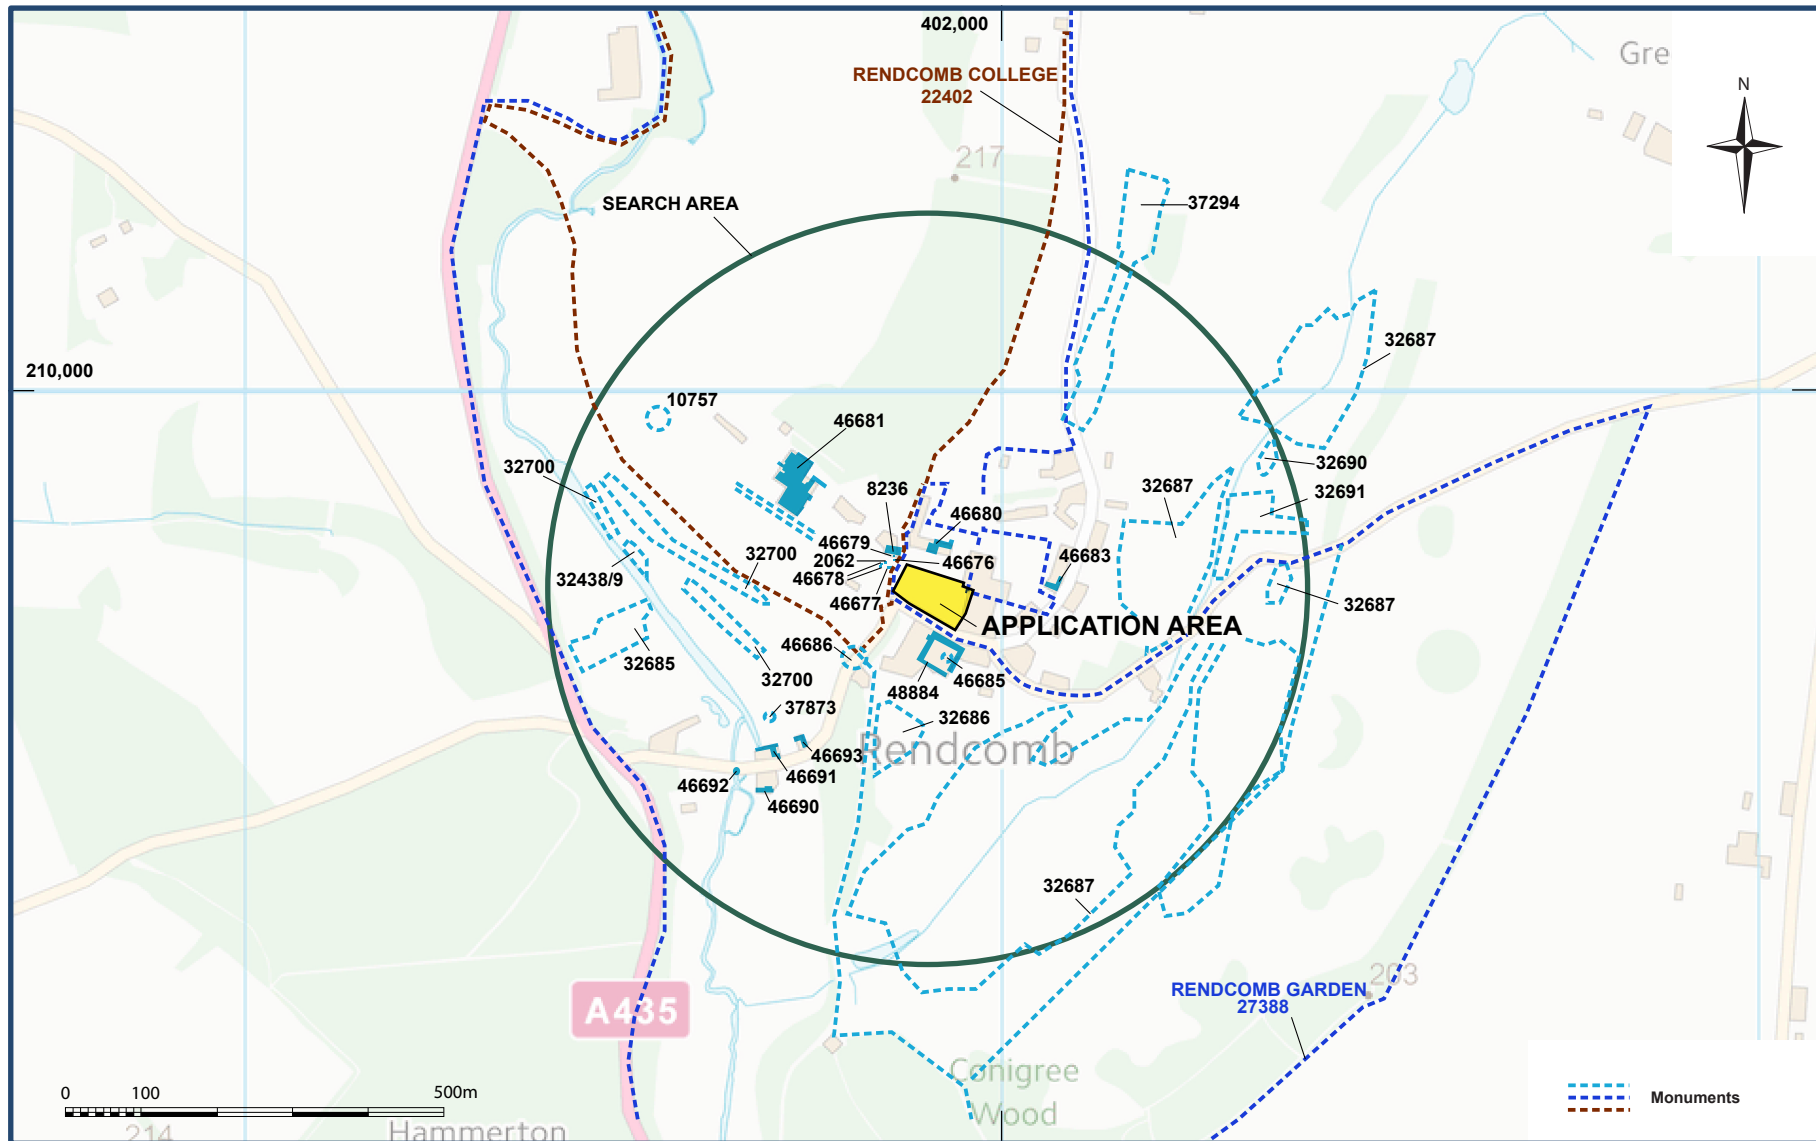 402,000
Gre
RENDCOMB COLLEGE
22402
N
217
SEARCH AREA
37294
32687
210,000
10757
46681
32700
8236
46680
32687
32690
32691
46679
2062
46678
46676
46683
32438/9
32700
46677
32687
APPLICATION AREA
32685
46686
32700
48884
46685
37873
32686
Rendcomb
46693
46691
46692
46690
32687
203
RENDCOMB GARDEN
27388
A435
Conigree
Wood
0 100 500m
Monuments
214
Hammerton